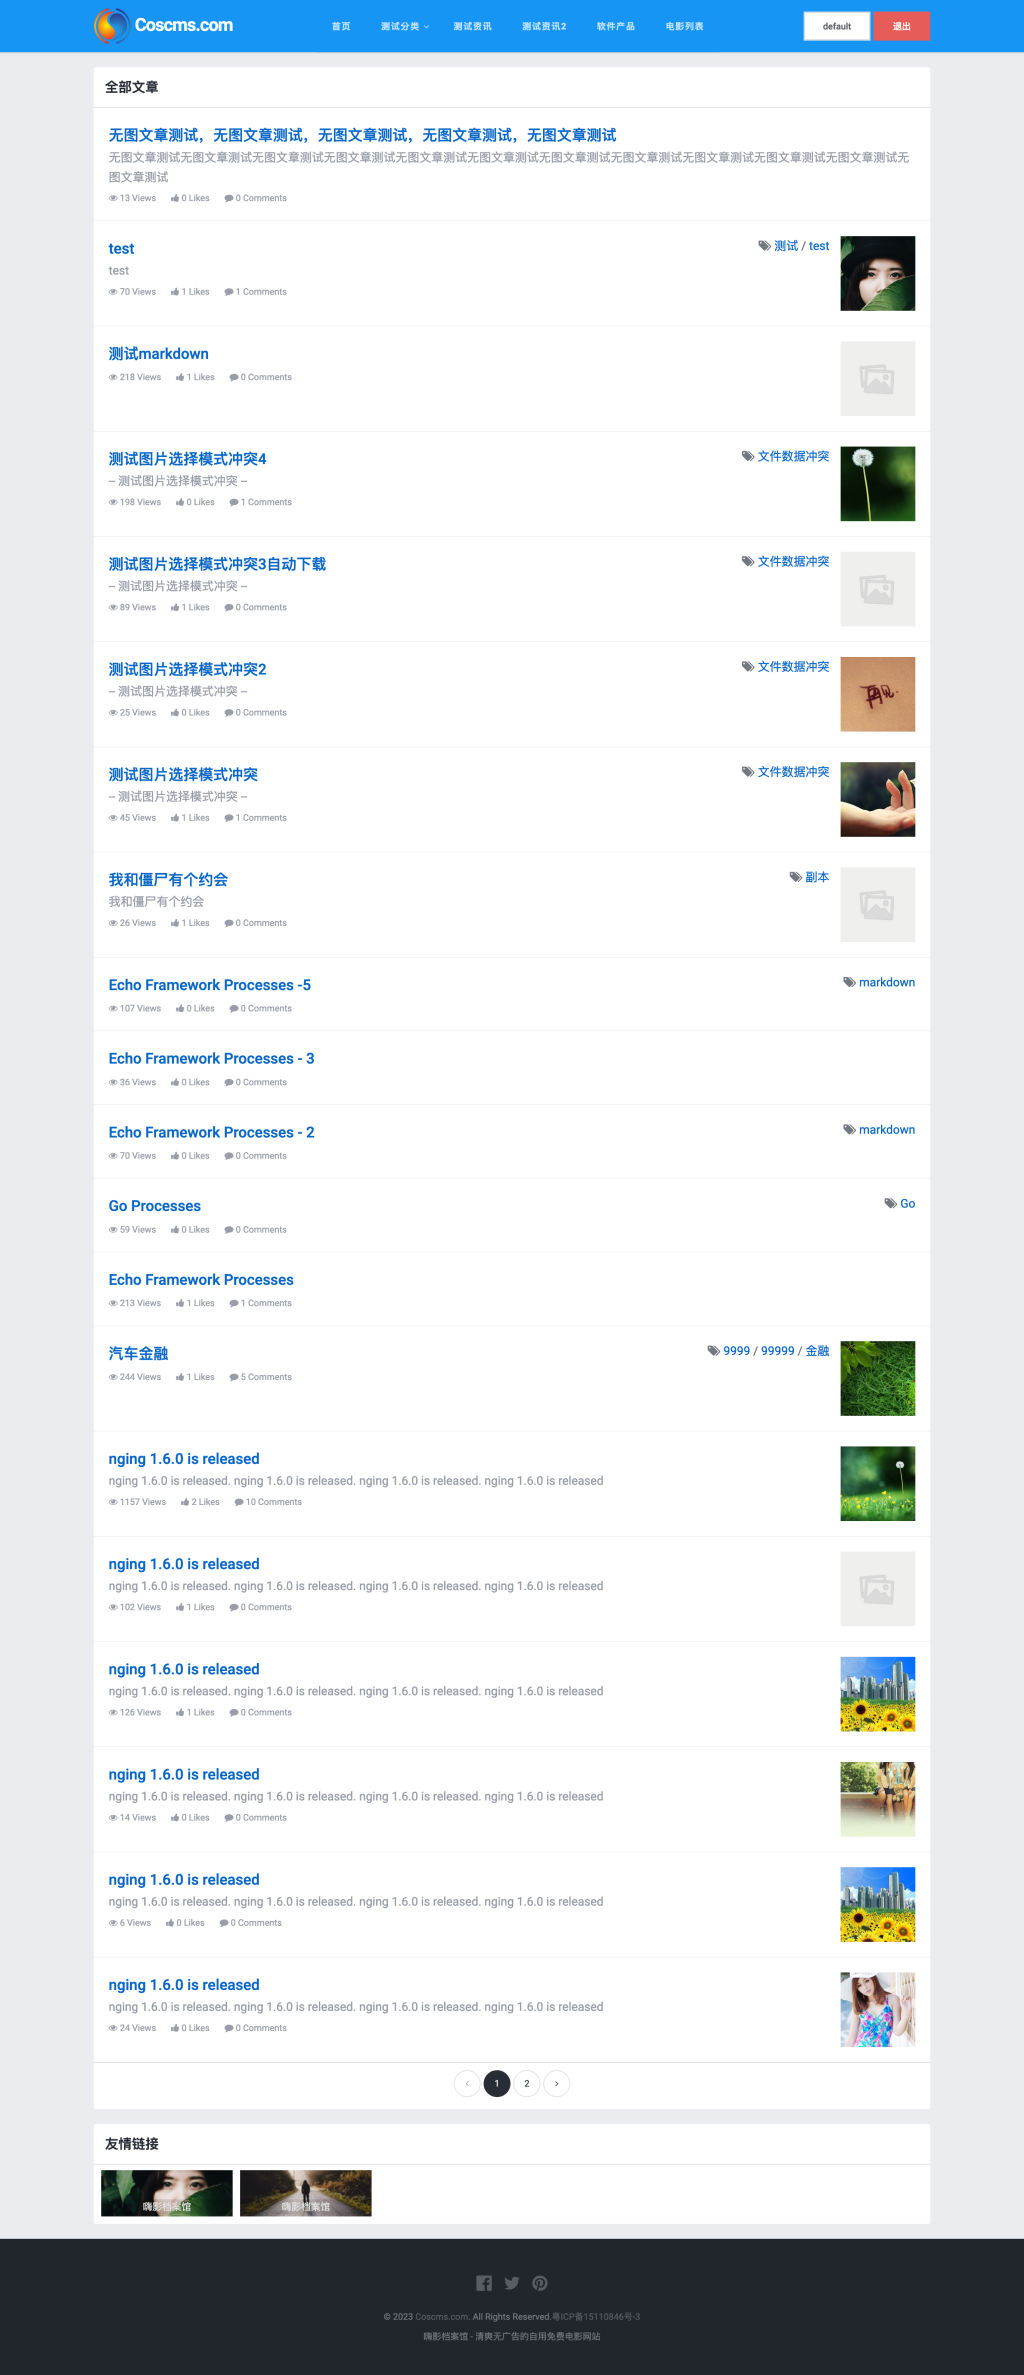 Coscms.com
首页 测试分类 测试资讯 测试资讯2 软件产品 电影列表
default 退出
全部文章
无图文章测试，无图文章测试，无图文章测试，无图文章测试，无图文章测试
无图文章测试无图文章测试无图文章测试无图文章测试无图文章测试无图文章测试无图文章测试无图文章测试无图文章测试无图文章测试无图文章测试无
图文章测试
13 Views 0 Likes 0 Comments
test
测试 / test
test
70 Views 1 Likes 1 Comments
测试markdown
218 Views 1 Likes 0 Comments
测试图片选择模式冲突4
文件数据冲突
-- 测试图片选择模式冲突 --
198 Views 0 Likes 1 Comments
测试图片选择模式冲突3自动下载
文件数据冲突
-- 测试图片选择模式冲突 --
89 Views 1 Likes 0 Comments
测试图片选择模式冲突2
文件数据冲突
-- 测试图片选择模式冲突 --
25 Views 0 Likes 0 Comments
再见.
测试图片选择模式冲突
文件数据冲突
-- 测试图片选择模式冲突 --
45 Views 1 Likes 1 Comments
我和僵尸有个约会
副本
我和僵尸有个约会
26 Views 1 Likes 0 Comments
Echo Framework Processes -5
markdown
107 Views 0 Likes 0 Comments
Echo Framework Processes - 3
36 Views 0 Likes 0 Comments
Echo Framework Processes - 2
markdown
70 Views 0 Likes 0 Comments
Go Processes
Go
59 Views 0 Likes 0 Comments
Echo Framework Processes
213 Views 1 Likes 1 Comments
汽车金融
9999 / 99999 / 金融
244 Views 1 Likes 5 Comments
nging 1.6.0 is released
nging 1.6.0 is released. nging 1.6.0 is released. nging 1.6.0 is released. nging 1.6.0 is released
1157 Views 2 Likes 10 Comments
nging 1.6.0 is released
nging 1.6.0 is released. nging 1.6.0 is released. nging 1.6.0 is released. nging 1.6.0 is released
102 Views 1 Likes 0 Comments
nging 1.6.0 is released
nging 1.6.0 is released. nging 1.6.0 is released. nging 1.6.0 is released. nging 1.6.0 is released
126 Views 1 Likes 0 Comments
nging 1.6.0 is released
nging 1.6.0 is released. nging 1.6.0 is released. nging 1.6.0 is released. nging 1.6.0 is released
14 Views 0 Likes 0 Comments
nging 1.6.0 is released
nging 1.6.0 is released. nging 1.6.0 is released. nging 1.6.0 is released. nging 1.6.0 is released
6 Views 0 Likes 0 Comments
nging 1.6.0 is released
nging 1.6.0 is released. nging 1.6.0 is released. nging 1.6.0 is released. nging 1.6.0 is released
24 Views 0 Likes 0 Comments
‹ 1 2 ›
友情链接
嗨影档案馆 嗨影档案馆
© 2023 Coscms.com. All Rights Reserved.粤ICP备15110846号-3
嗨影档案馆 - 清爽无广告的自用免费电影网站